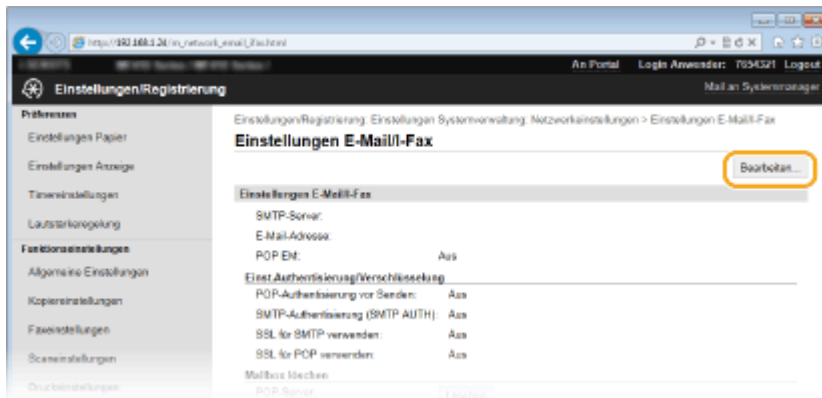 http://192.168.1.24/m_network_email_ifax.html
An Portal Login Anwender: 7654321 Logout
Einstellungen/Registrierung
Mail an Systemmanager
Präferenzen
Einstellungen Papier
Einstellungen Anzeige
Timereinstellungen
Lautstärkeregelung
Funktionseinstellungen
Allgemeine Einstellungen
Kopiereinstellungen
Faxeinstellungen
Scaneinstellungen
Druckeinstellungen
Einstellungen/Registrierung: Einstellungen Systemverwaltung: Netzwerkeinstellungen > Einstellungen E-Mail/I-Fax
Einstellungen E-Mail/I-Fax
Bearbeiten...
Einstellungen E-Mail/I-Fax
SMTP-Server:
E-Mail-Adresse:
POP EM: Aus
Einst.Authentisierung/Verschlüsselung
POP-Authentisierung vor Senden: Aus
SMTP-Authentisierung (SMTP AUTH): Aus
SSL für SMTP verwenden: Aus
SSL für POP verwenden: Aus
Mailbox löschen
POP-Server:
Löschen